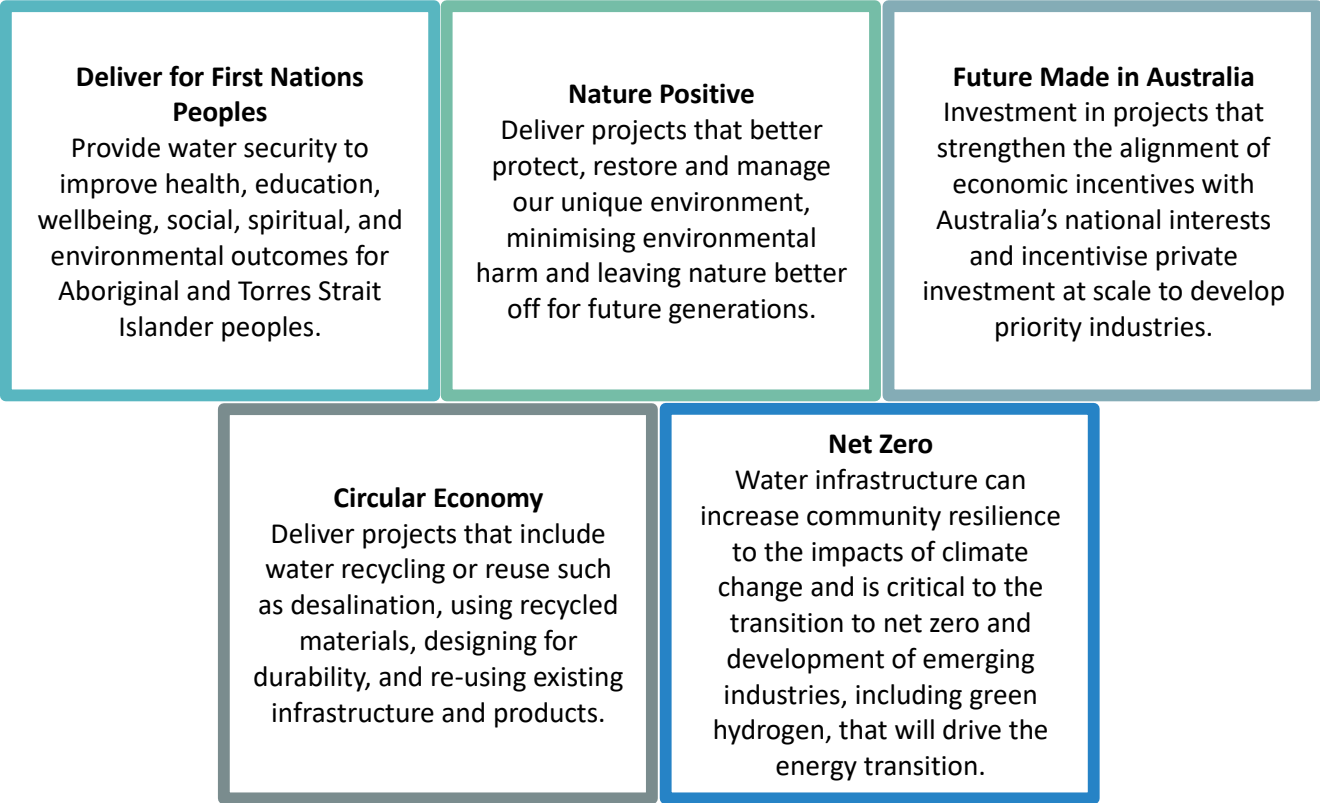 Deliver for First Nations
Peoples
Provide water security to
improve health, education,
wellbeing, social, spiritual, and
environmental outcomes for
Aboriginal and Torres Strait
Islander peoples.
Nature Positive
Deliver projects that better
protect, restore and manage
our unique environment,
minimising environmental
harm and leaving nature better
off for future generations.
Future Made in Australia
Investment in projects that
strengthen the alignment of
economic incentives with
Australia’s national interests
and incentivise private
investment at scale to develop
priority industries.
Circular Economy
Deliver projects that include
water recycling or reuse such
as desalination, using recycled
materials, designing for
durability, and re-using existing
infrastructure and products.
Net Zero
Water infrastructure can
increase community resilience
to the impacts of climate
change and is critical to the
transition to net zero and
development of emerging
industries, including green
hydrogen, that will drive the
energy transition.